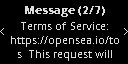 Message (2/7)
Terms of Service:
< https://opensea.io/to >
s  This request will